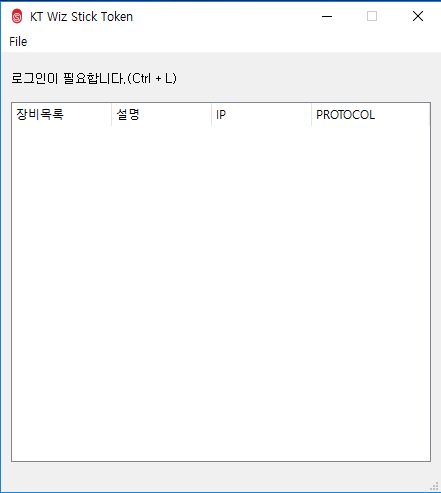 KT Wiz Stick Token
File
로그인이 필요합니다.(Ctrl + L)
장비목록 설명 IP PROTOCOL